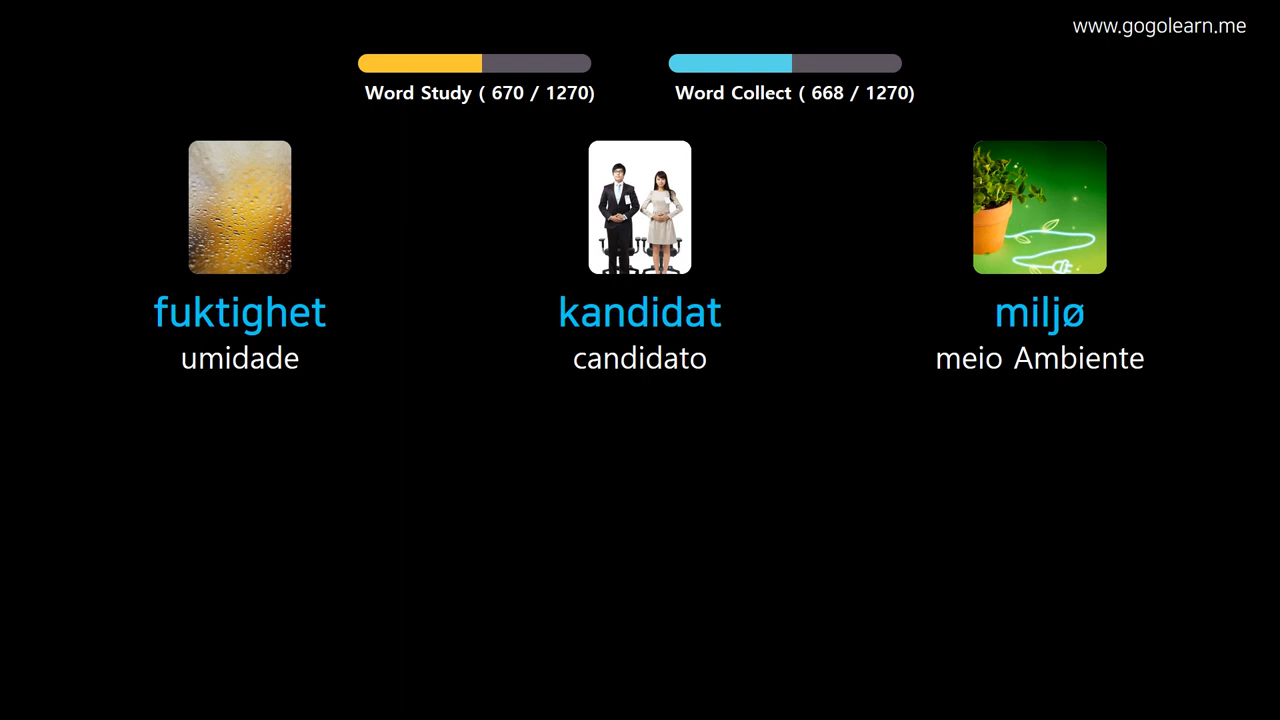 www.gogolearn.me
Word Study ( 670 / 1270)
Word Collect ( 668 / 1270)
fuktighet
kandidat
miljø
umidade
candidato
meio Ambiente